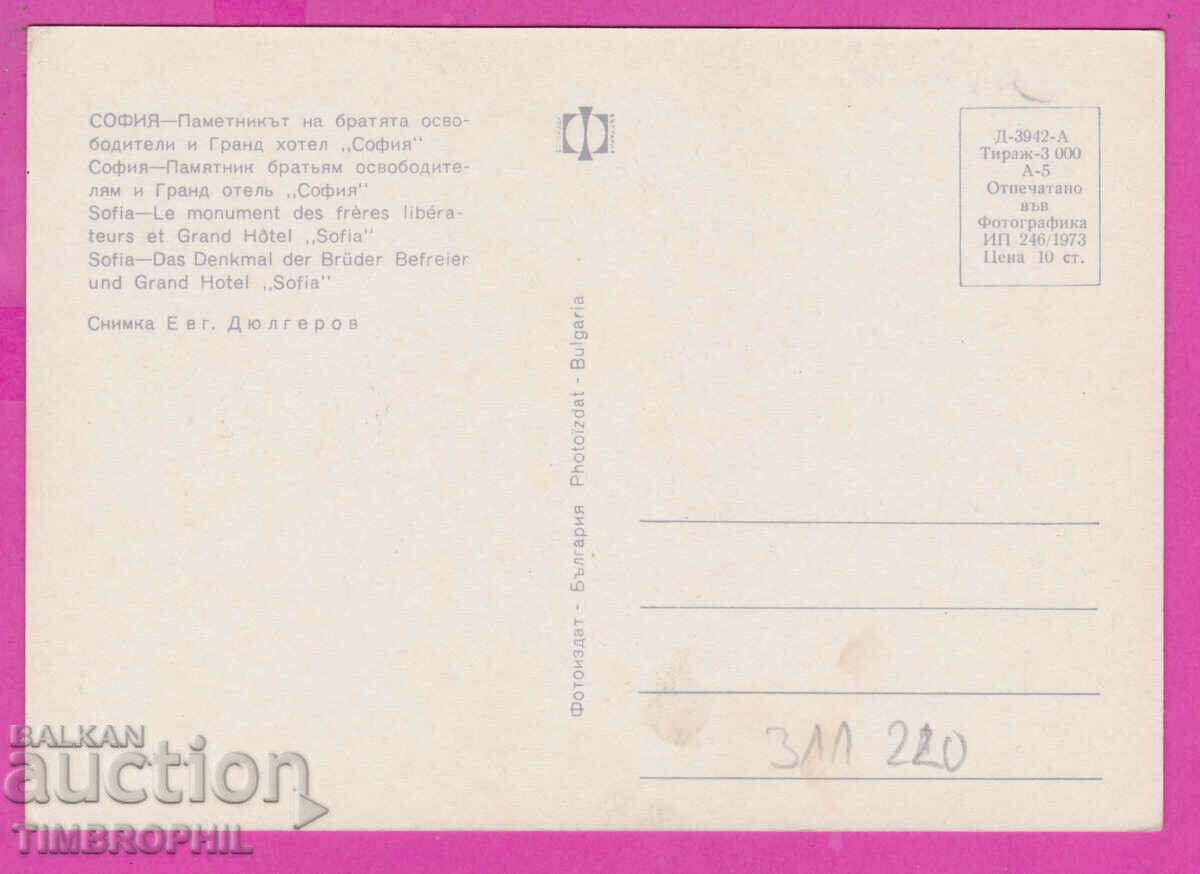 СОФИЯ—Паметникът на братята осво-
бодители и Гранд хотел „София"
София—Памятник братьям освободите-
лям и Гранд отель „София"
Sofia—Le monument des frères libéra-
teurs et Grand Hôtel „Sofia"
Sofia—Das Denkmal der Brüder Befreier
und Grand Hotel „Sofia"
Снимка Евг. Дюлгеров
Фотоиздат - България Photoïzdat - Bulgaria
Д-3942-А
Тираж-3 000
А-5
Отпечатано
във
Фотографика
ИП 246/1973
Цена 10 ст.
311 220
BALKAN
auction
TIMBROPHIL